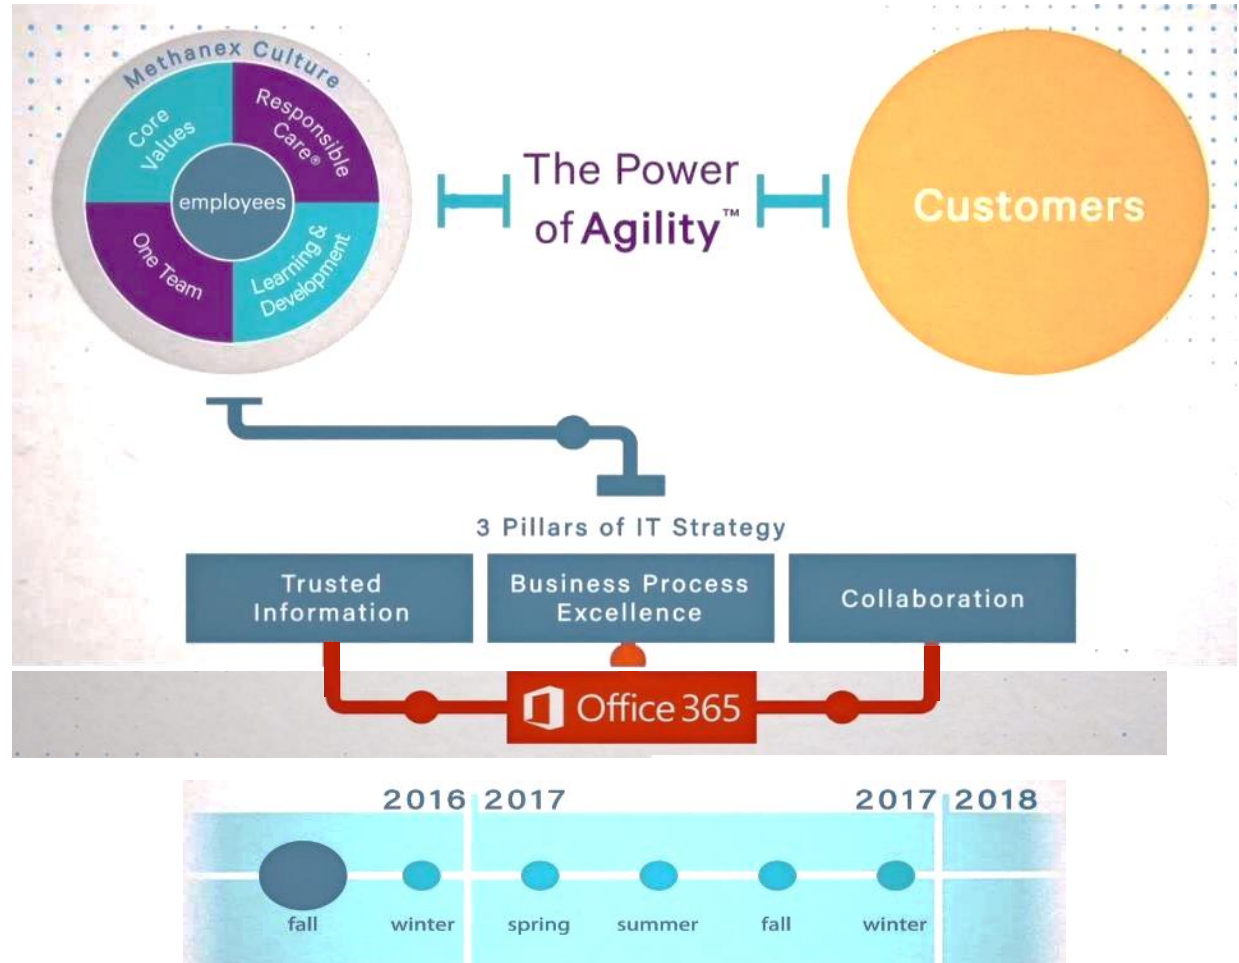 Methanex Culture
Core
Values
Responsible
Care®
employees
One Team
Learning &
Development
The Power
of Agility™
Customers
3 Pillars of IT Strategy
Trusted
Information
Business Process
Excellence
Collaboration
Office 365
2016 2017 2017 2018
fall winter spring summer fall winter